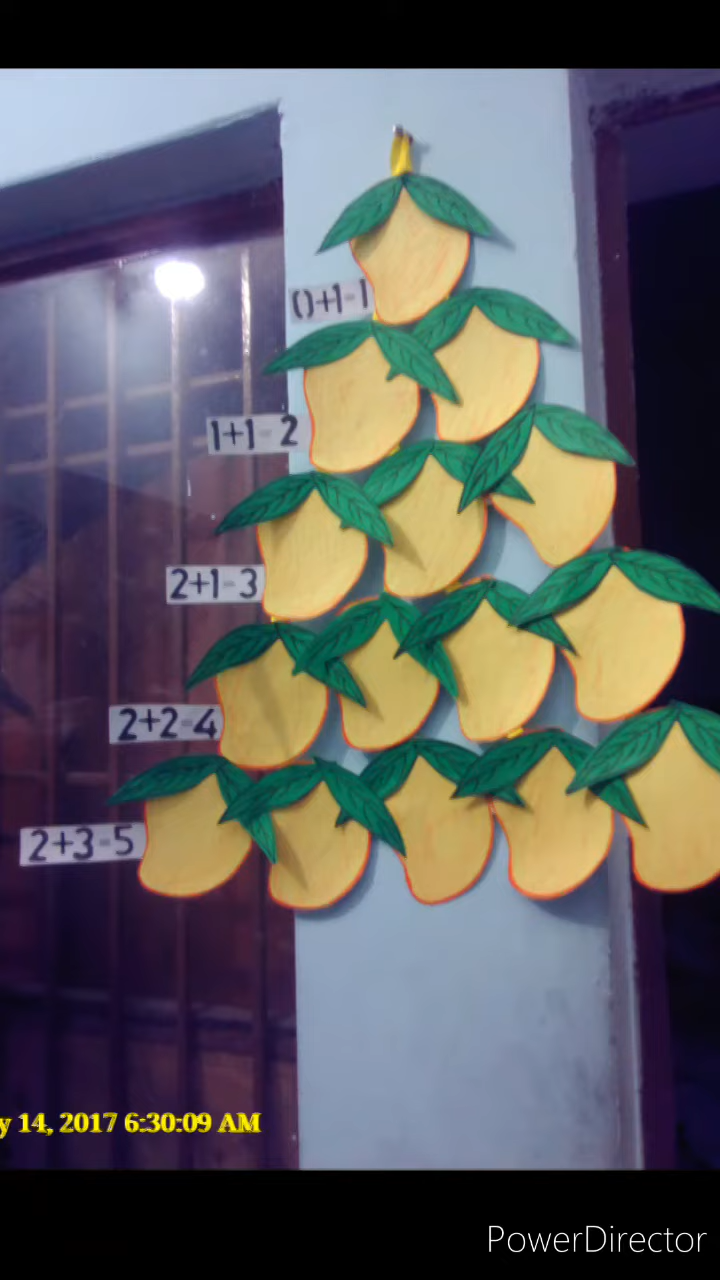 0+1=1
1+1=2
2+1=3
2+2=4
2+3=5
y 14, 2017 6:30:09 AM
PowerDirector